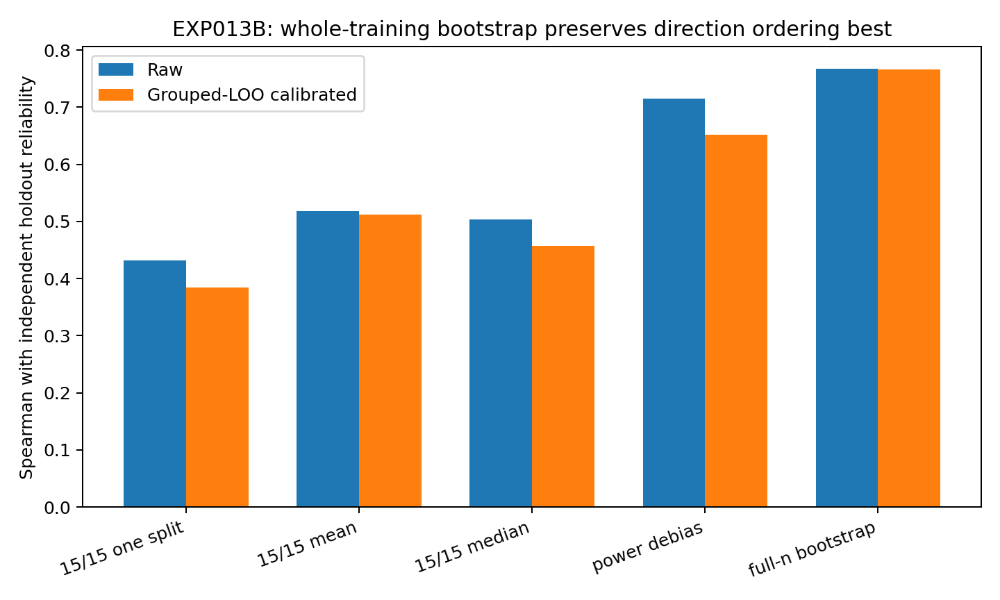 EXP013B: whole-training bootstrap preserves direction ordering best
Raw
Grouped-LOO calibrated
Spearman with independent holdout reliability
0.8
0.7
0.6
0.5
0.4
0.3
0.2
0.1
0.0
15/15 one split
15/15 mean
15/15 median
power debias
full-n bootstrap